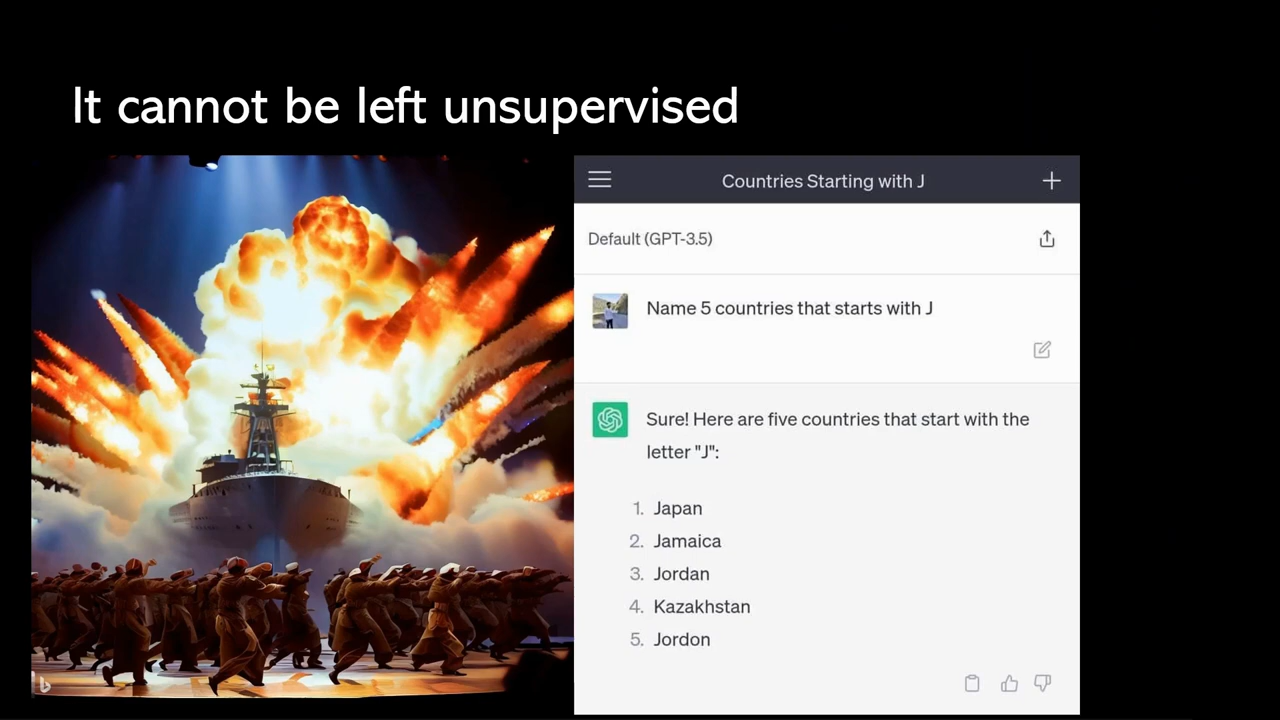 It cannot be left unsupervised
Countries Starting with J
Default (GPT-3.5)
Name 5 countries that starts with J
Sure! Here are five countries that start with the
letter "J":
1. Japan
2. Jamaica
3. Jordan
4. Kazakhstan
5. Jordon